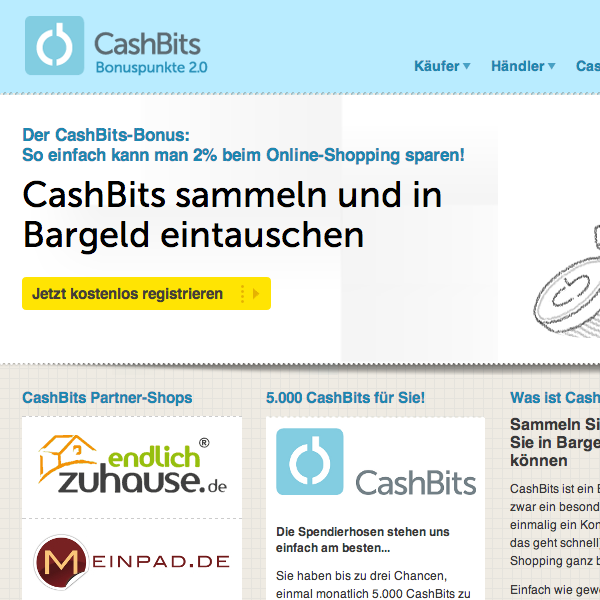 CashBits
Bonuspunkte 2.0
Käufer
Händler
Der CashBits-Bonus:
So einfach kann man 2% beim Online-Shopping sparen!
CashBits sammeln und in
Bargeld eintauschen
Jetzt kostenlos registrieren
CashBits Partner-Shops
endlich®
zuhause.de
MEINPAD.DE
5.000 CashBits für Sie!
CashBits
Die Spendierhosen stehen uns
einfach am besten...
Sie haben bis zu drei Chancen,
einmal monatlich 5.000 CashBits zu
Was ist Cash
Sammeln Si
Sie in Barge
können
CashBits ist ein E
zwar ein besond
einmalig ein Kon
das geht schnell
Shopping ganz b
Einfach wie gewo